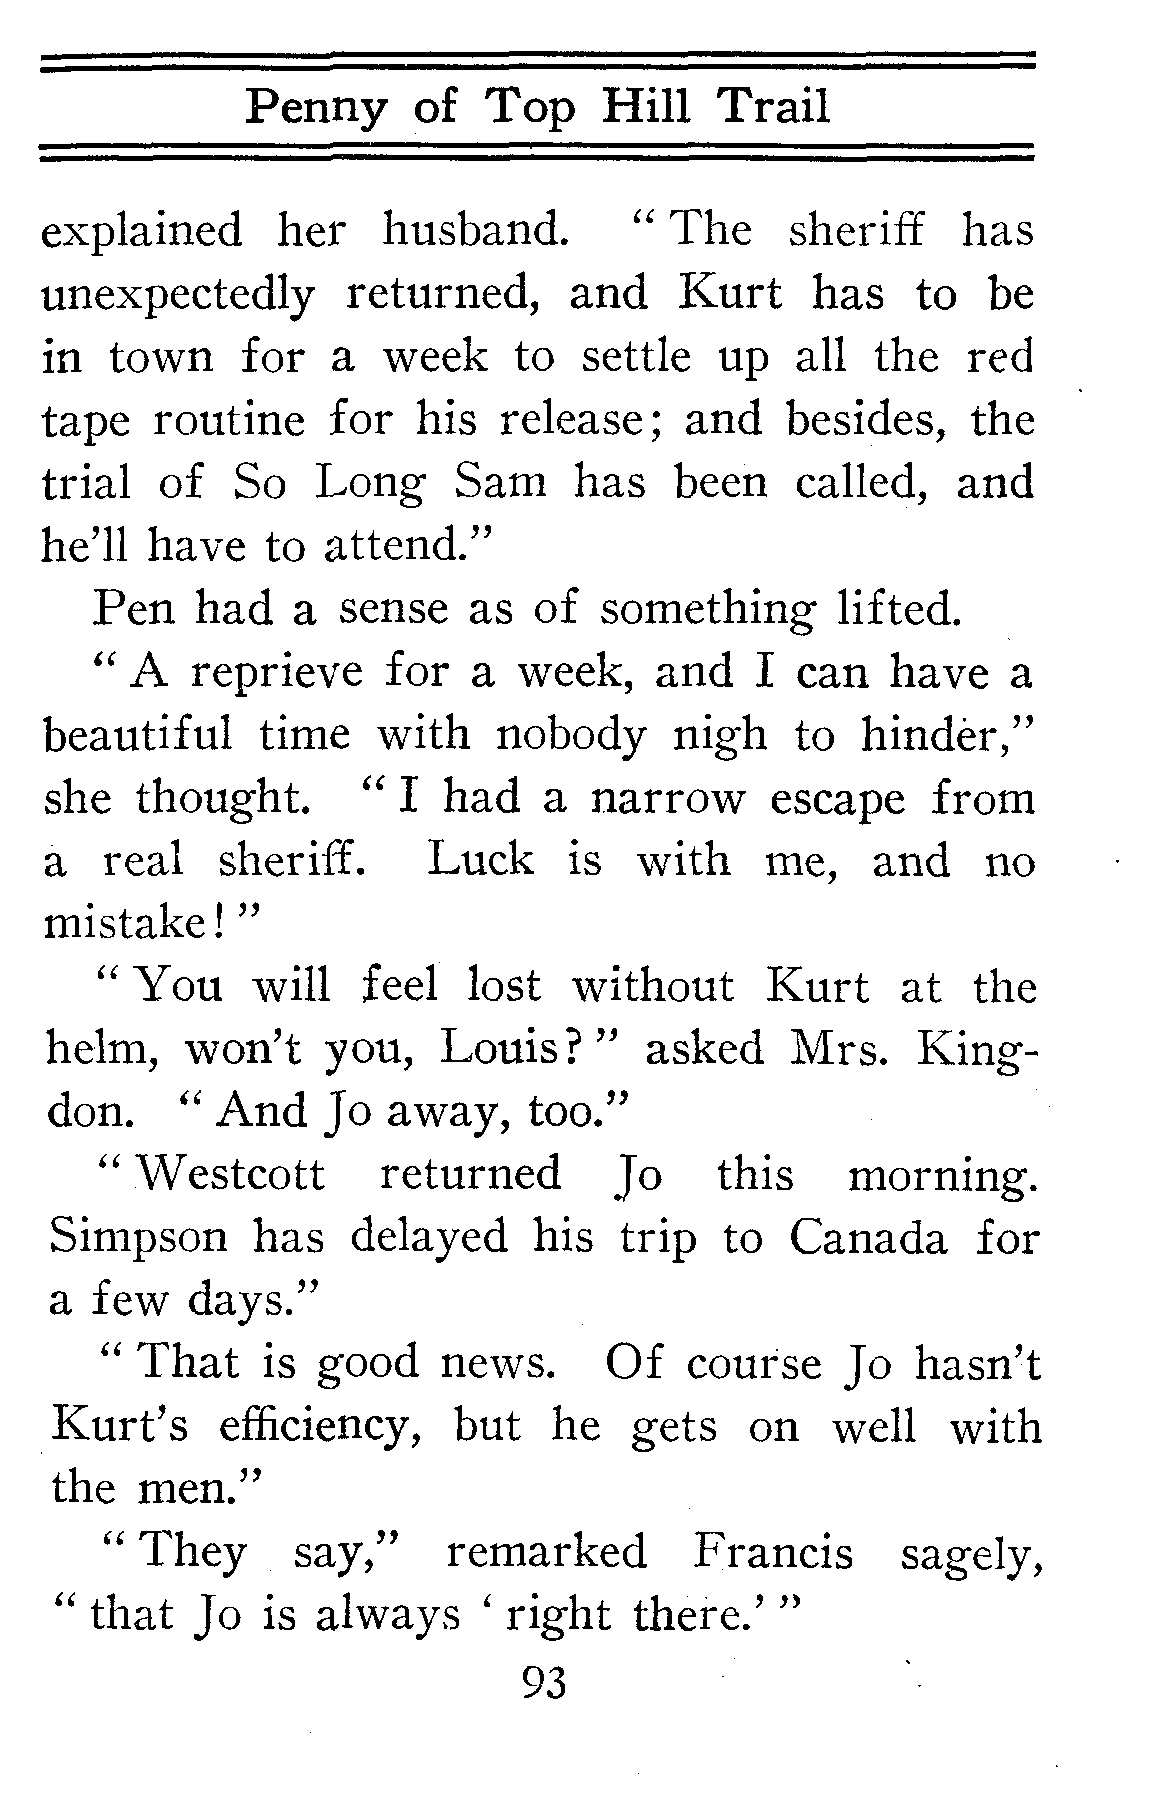 Penny of Top Hill Trail
explained her husband. “ The sheriff has
unexpectedly returned, and Kurt has to be
in town for a week to settle up all the red
tape routine for his release; and besides, the
trial of So Long Sam has been called, and
he’ll have to attend.”
Pen had a sense as of something lifted.
“ A reprieve for a week, and I can have a
beautiful time with nobody nigh to hinder,”
she thought. “ I had a narrow escape from
a real sheriff. Luck is with me, and no
mistake! ”
“ You will feel lost without Kurt at the
helm, won’t you, Louis? ” asked Mrs. King-
don. “ And Jo away, too.”
“ Westcott returned Jo this morning.
Simpson has delayed his trip to Canada for
a few days.”
“ That is good news. Of course Jo hasn’t
Kurt’s efficiency, but he gets on well with
the men.”
“ They say,” remarked Francis sagely,
“ that Jo is always ‘ right there.’ ”
93